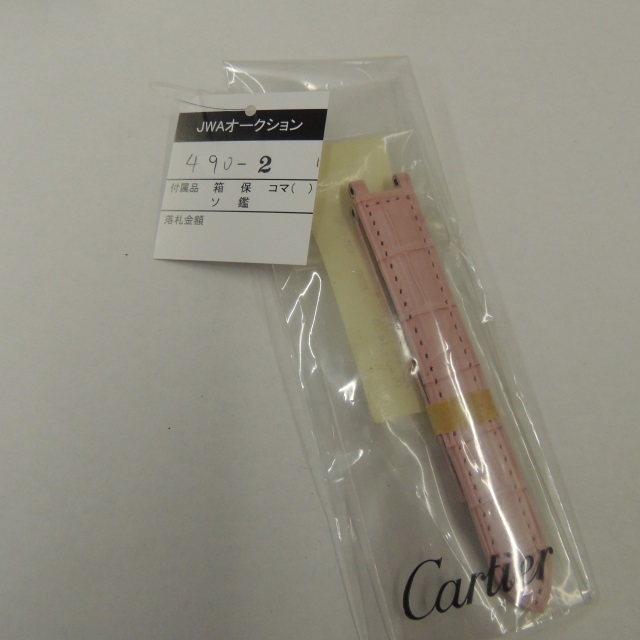 JWAオークション
490-2
付属品 箱 保 コマ( )
ソ 鑑
落札金額
Cartier